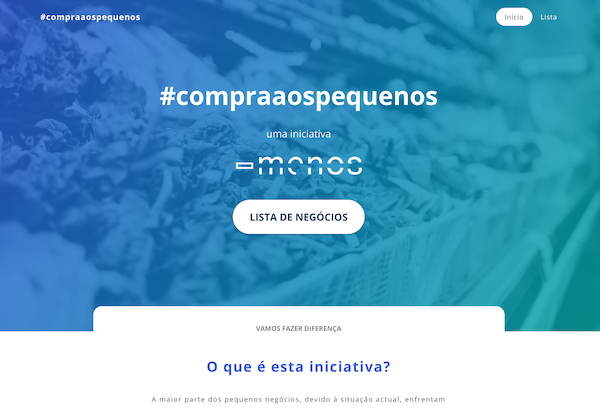 #compraaospequenos
Início
Lista
#compraaospequenos
uma iniciativa
menos
LISTA DE NEGÓCIOS
VAMOS FAZER DIFERENÇA
O que é esta iniciativa?
A maior parte dos pequenos negócios, devido à situação actual, enfrentam